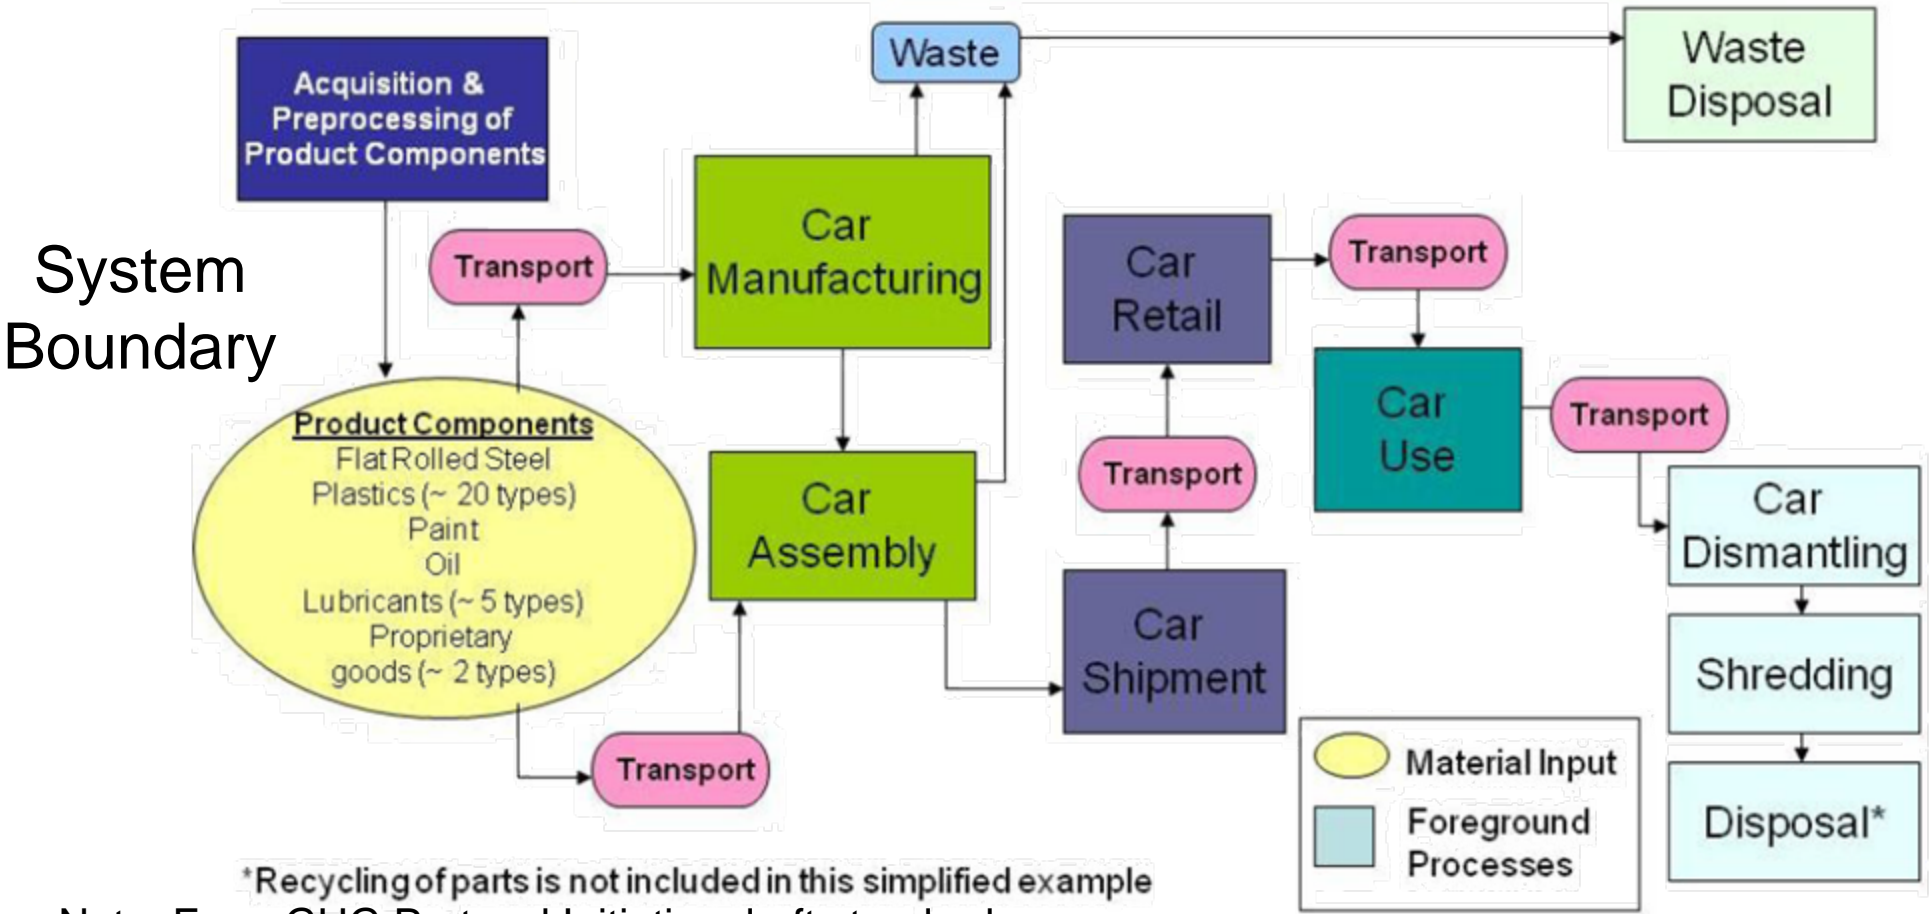 System
Boundary
Acquisition &
Preprocessing of
Product Components
Transport
Product Components
Flat Rolled Steel
Plastics (~ 20 types)
Paint
Oil
Lubricants (~ 5 types)
Proprietary
goods (~ 2 types)
Transport
Waste
Car
Manufacturing
Car
Assembly
Waste
Disposal
Car
Retail
Transport
Car
Shipment
Transport
Car
Use
Transport
Car
Dismantling
Shredding
Disposal*
Material Input
Foreground
Processes
*Recycling of parts is not included in this simplified example